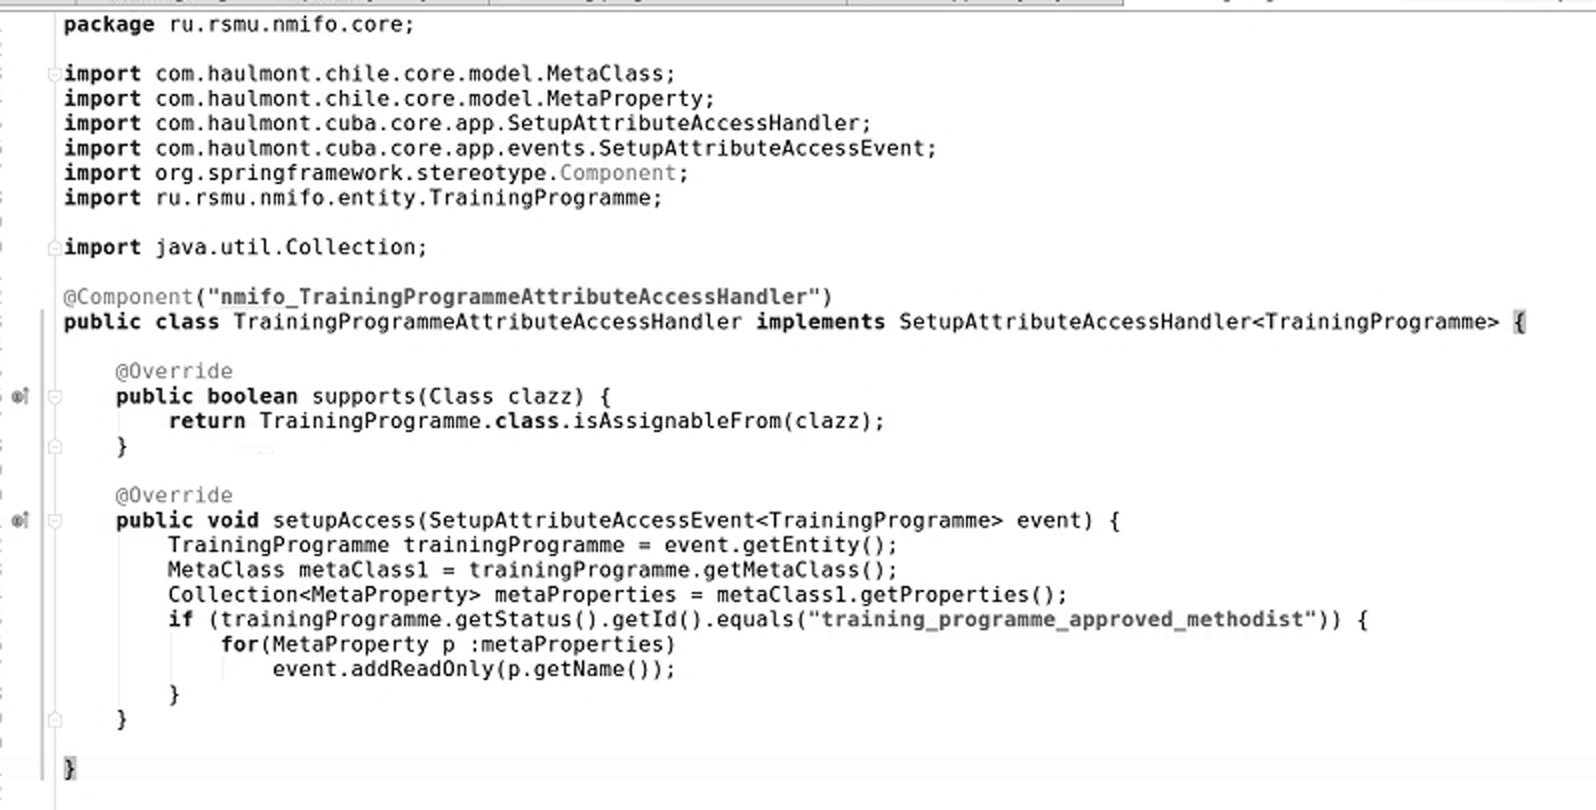 package ru.rsmu.nmifo.core;
import com.haulmont.chile.core.model.MetaClass;
import com.haulmont.chile.core.model.MetaProperty;
import com.haulmont.cuba.core.app.SetupAttributeAccessHandler;
import com.haulmont.cuba.core.app.events.SetupAttributeAccessEvent;
import org.springframework.stereotype.Component;
import ru.rsmu.nmifo.entity.TrainingProgramme;
import java.util.Collection;
@Component("nmifo_TrainingProgrammeAttributeAccessHandler")
public class TrainingProgrammeAttributeAccessHandler implements SetupAttributeAccessHandler<TrainingProgramme> {
@Override
public boolean supports(Class clazz) {
return TrainingProgramme.class.isAssignableFrom(clazz);
}
@Override
public void setupAccess(SetupAttributeAccessEvent<TrainingProgramme> event) {
TrainingProgramme trainingProgramme = event.getEntity();
MetaClass metaClass1 = trainingProgramme.getMetaClass();
Collection<MetaProperty> metaProperties = metaClass1.getProperties();
if (trainingProgramme.getStatus().getId().equals("training_programme_approved_methodist")) {
for(MetaProperty p :metaProperties)
event.addReadOnly(p.getName());
}
}
}